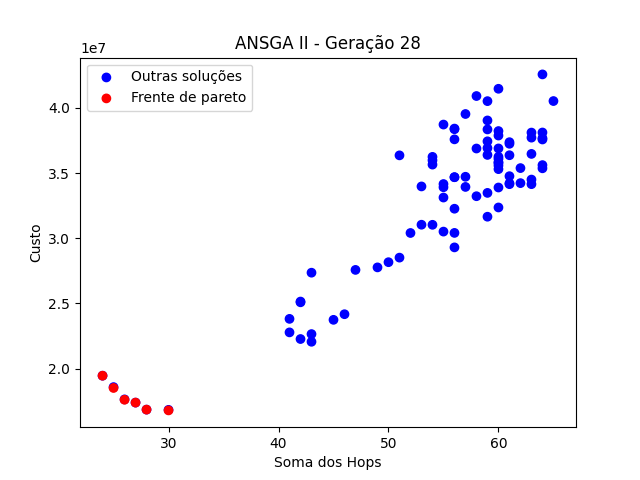 ANSGA II - Geração 28
1e7
Outras soluções
Frente de pareto
4.0
3.5
3.0
2.5
2.0
Custo
30 40 50 60
Soma dos Hops